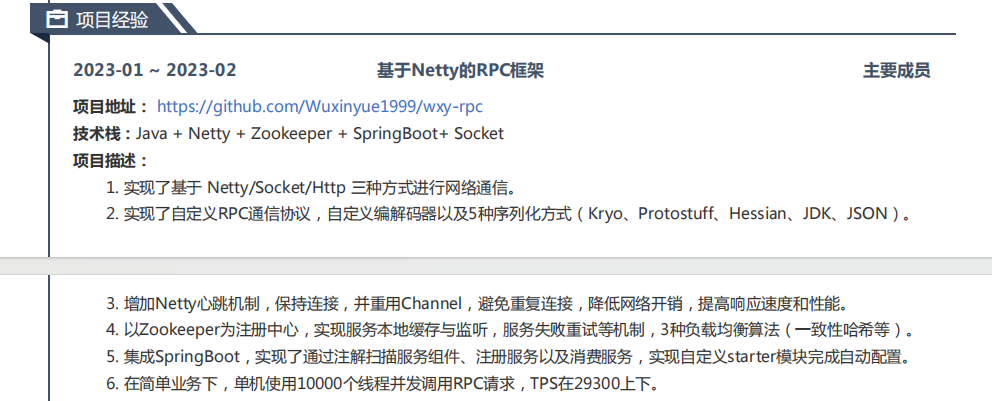 项目经验
2023-01 ~ 2023-02 基于Netty的RPC框架 主要成员
项目地址： https://github.com/Wuxinyue1999/wxy-rpc
技术栈：Java + Netty + Zookeeper + SpringBoot+ Socket
项目描述：
1. 实现了基于 Netty/Socket/Http 三种方式进行网络通信。
2. 实现了自定义RPC通信协议，自定义编解码器以及5种序列化方式（Kryo、Protostuff、Hessian、JDK、JSON）。
3. 增加Netty心跳机制，保持连接，并重用Channel，避免重复连接，降低网络开销，提高响应速度和性能。
4. 以Zookeeper为注册中心，实现服务本地缓存与监听，服务失败重试等机制，3种负载均衡算法（一致性哈希等）。
5. 集成SpringBoot，实现了通过注解扫描服务组件、注册服务以及消费服务，实现自定义starter模块完成自动配置。
6. 在简单业务下，单机使用10000个线程并发调用RPC请求，TPS在29300上下。